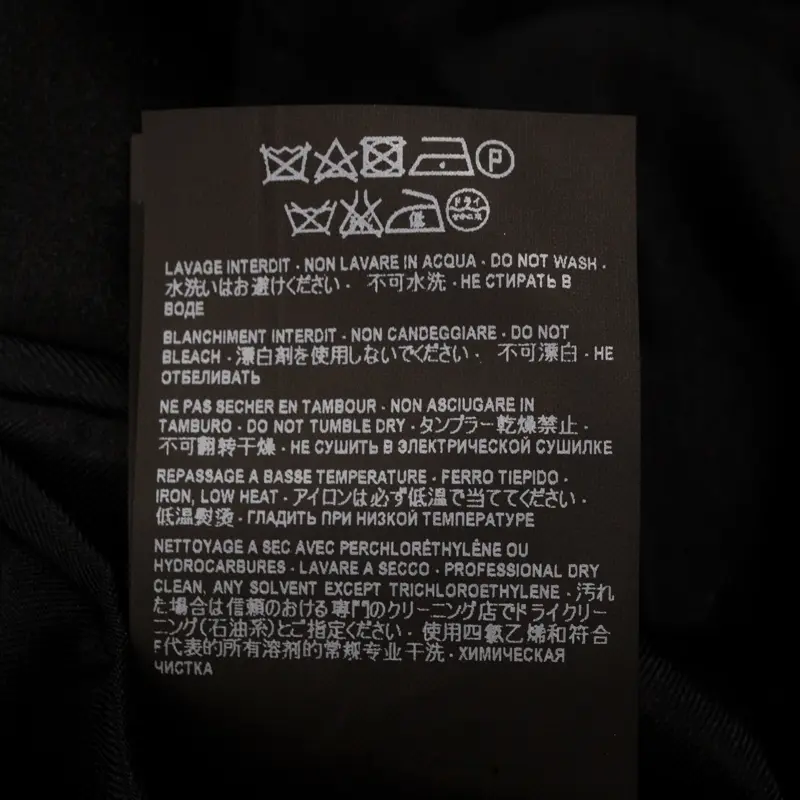 P
低 ドライ
セキユ系
LAVAGE INTERDIT · NON LAVARE IN ACQUA · DO NOT WASH ·
水洗いはお避けください · 不可水洗 · НЕ СТИРАТЬ В
ВОДЕ
BLANCHIMENT INTERDIT · NON CANDEGGIARE · DO NOT
BLEACH · 漂白剤を使用しないでください · 不可漂白 · НЕ
ОТБЕЛИВАТЬ
NE PAS SECHER EN TAMBOUR · NON ASCIUGARE IN
TAMBURO · DO NOT TUMBLE DRY · タンブラー乾燥禁止 ·
不可翻转干燥 · НЕ СУШИТЬ В ЭЛЕКТРИЧЕСКОЙ СУШИЛКЕ
REPASSAGE A BASSE TEMPERATURE · FERRO TIEPIDO ·
IRON, LOW HEAT · アイロンは必ず低温で当ててください ·
低温熨烫 · ГЛАДИТЬ ПРИ НИЗКОЙ ТЕМПЕРАТУРЕ
NETTOYAGE A SEC AVEC PERCHLORÉTHYLÈNE OU
HYDROCARBURES · LAVARE A SECCO · PROFESSIONAL DRY
CLEAN, ANY SOLVENT EXCEPT TRICHLOROETHYLENE · 汚れ
た場合は信頼のおける専門のクリーニング店でドライクリー
ニング(石油系)とご指定ください · 使用四氯乙烯和符合
F代表的所有溶剂的常规专业干洗 · ХИМИЧЕСКАЯ
ЧИСТКА